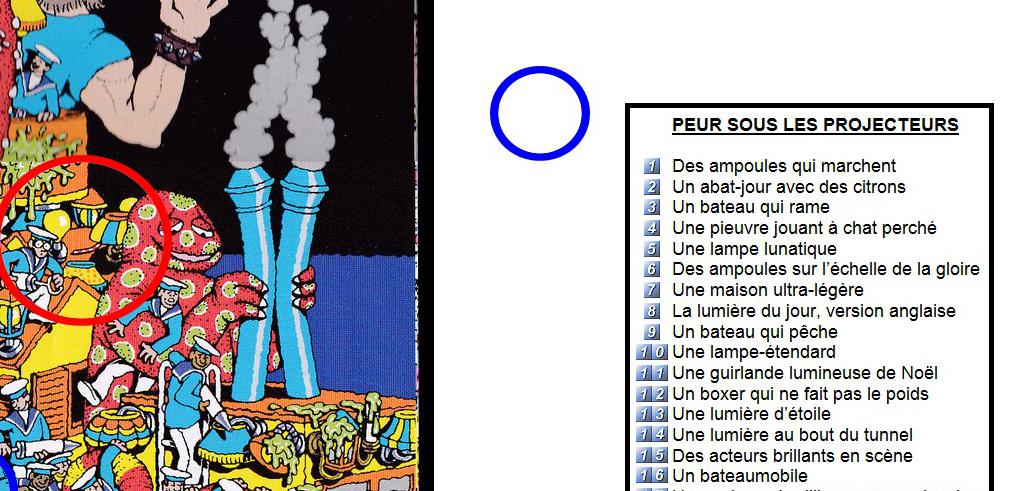 PEUR SOUS LES PROJECTEURS
1 Des ampoules qui marchent
2 Un abat-jour avec des citrons
3 Un bateau qui rame
4 Une pieuvre jouant à chat perché
5 Une lampe lunatique
6 Des ampoules sur l'échelle de la gloire
7 Une maison ultra-légère
8 La lumière du jour, version anglaise
9 Un bateau qui pêche
10 Une lampe-étendard
11 Une guirlande lumineuse de Noël
12 Un boxer qui ne fait pas le poids
13 Une lumière d'étoile
14 Une lumière au bout du tunnel
15 Des acteurs brillants en scène
16 Un bateaumobile